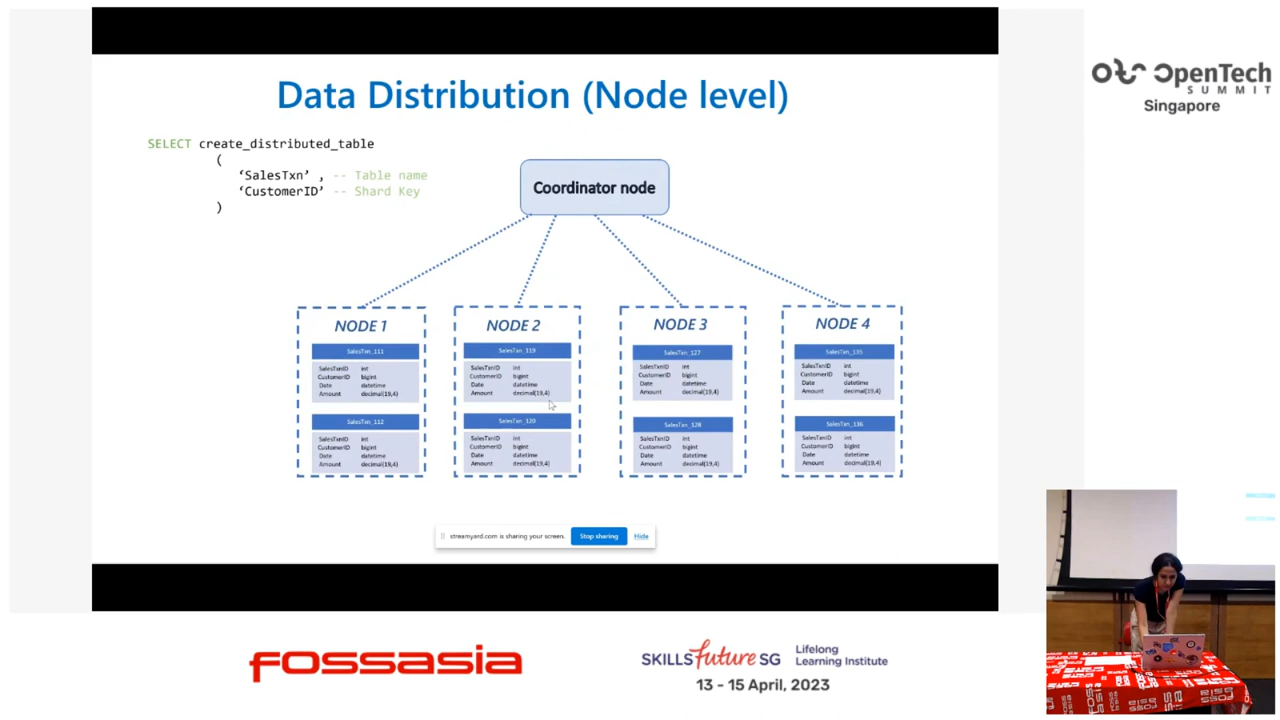 Data Distribution (Node level)
SELECT create_distributed_table
(
‘SalesTxn’ , -- Table name
‘CustomerID’ -- Shard Key
)
Coordinator node
NODE 1
SalesTxn_111
SalesTxnID int
CustomerID bigint
Date datetime
Amount decimal(19,4)
SalesTxn_112
SalesTxnID int
CustomerID bigint
Date datetime
Amount decimal(19,4)
NODE 2
SalesTxn_119
SalesTxnID int
CustomerID bigint
Date datetime
Amount decimal(19,4)
SalesTxn_120
SalesTxnID int
CustomerID bigint
Date datetime
Amount decimal(19,4)
NODE 3
SalesTxn_127
SalesTxnID int
CustomerID bigint
Date datetime
Amount decimal(19,4)
SalesTxn_128
SalesTxnID int
CustomerID bigint
Date datetime
Amount decimal(19,4)
NODE 4
SalesTxn_135
SalesTxnID int
CustomerID bigint
Date datetime
Amount decimal(19,4)
SalesTxn_136
SalesTxnID int
CustomerID bigint
Date datetime
Amount decimal(19,4)
streamyard.com is sharing your screen. Stop sharing Hide
OpenTech
SUMMIT
Singapore
FOSSASIA
SKILLS future SG
Lifelong
Learning Institute
13 - 15 April, 2023